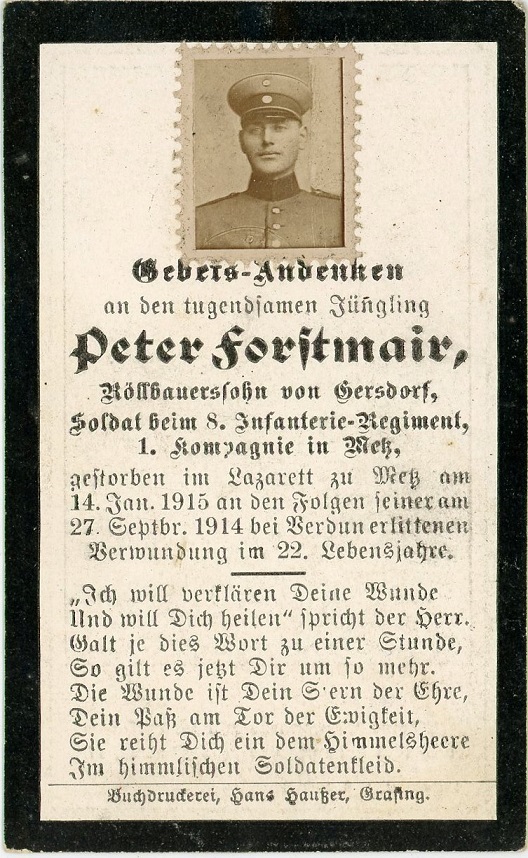 Gebets-Andenken
an den tugendsamen Jüngling
Peter Forstmair,
Röllbauerssohn von Gersdorf,
Soldat beim 8. Infanterie-Regiment,
1. Kompagnie in Metz,
gestorben im Lazarett zu Metz am
14. Jan. 1915 an den Folgen seiner am
27. Septbr. 1914 bei Verdun erlittenen
Verwundung im 22. Lebensjahre.
„Ich will verklären Deine Wunde
Und will Dich heilen“ spricht der Herr.
Galt je dies Wort zu einer Stunde,
So gilt es jetzt Dir um so mehr.
Die Wunde ist Dein Stern der Ehre,
Dein Paß am Tor der Ewigkeit,
Sie reiht Dich ein dem Himmelsheere
Im himmlischen Soldatenkleid.
Buchdruckerei, Hans Haußer, Grafing.